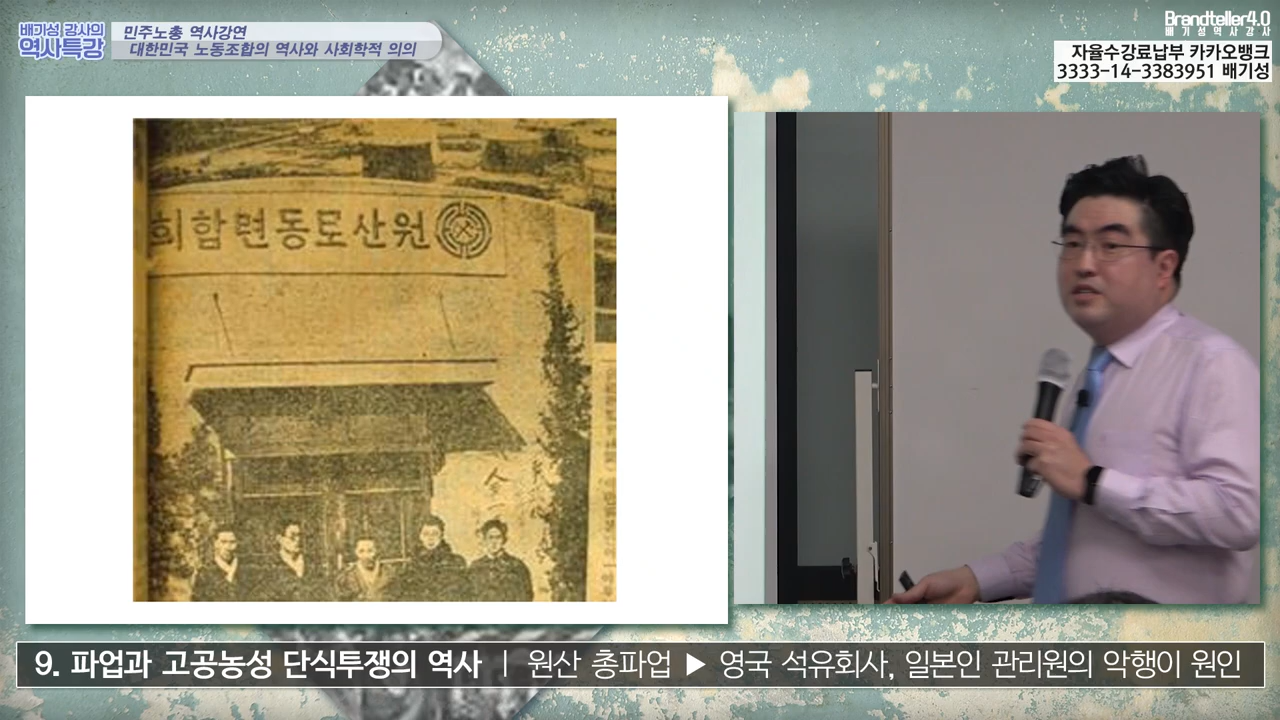 배기성 강사의
역사특강
민주노총 역사강연
대한민국 노동조합의 역사와 사회학적 의의
Brandteller4.0
배기성역사강사
자율수강료납부 카카오뱅크
3333-14-3383951 배기성
희합련동로산원
9. 파업과 고공농성 단식투쟁의 역사 | 원산 총파업 ▶ 영국 석유회사, 일본인 관리원의 악행이 원인